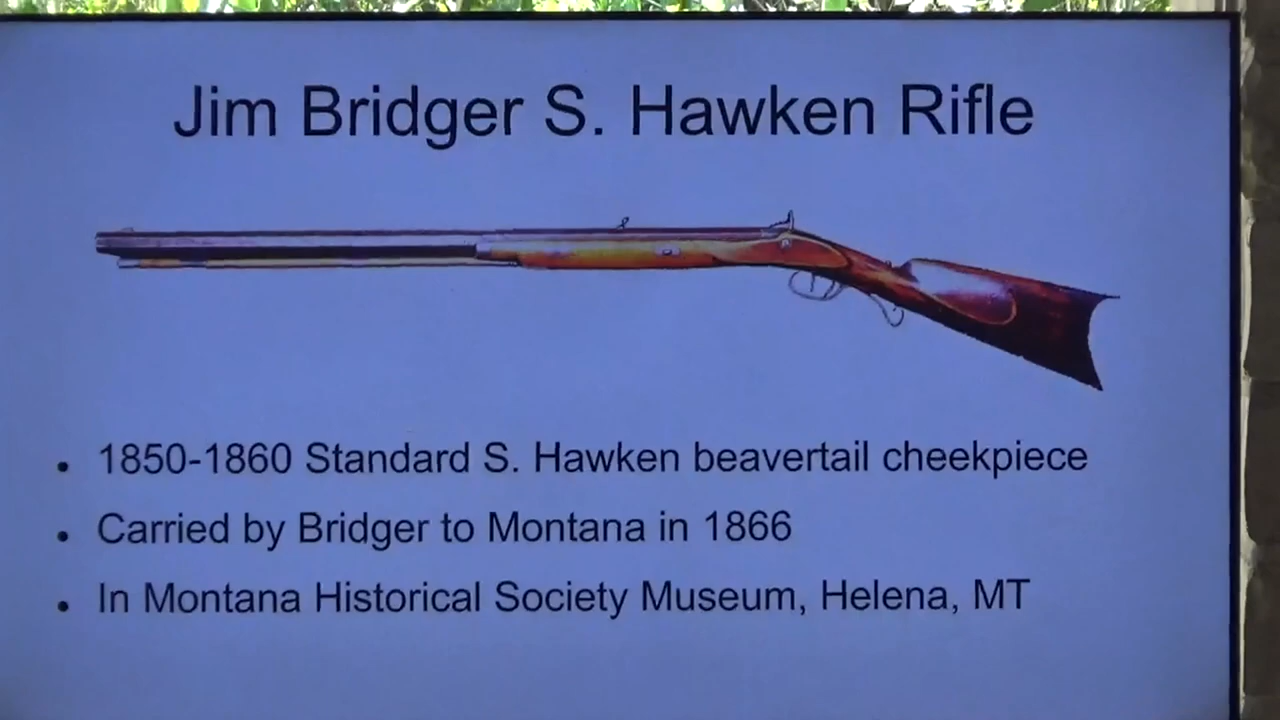 Jim Bridger S. Hawken Rifle
• 1850-1860 Standard S. Hawken beavertail cheekpiece
• Carried by Bridger to Montana in 1866
• In Montana Historical Society Museum, Helena, MT